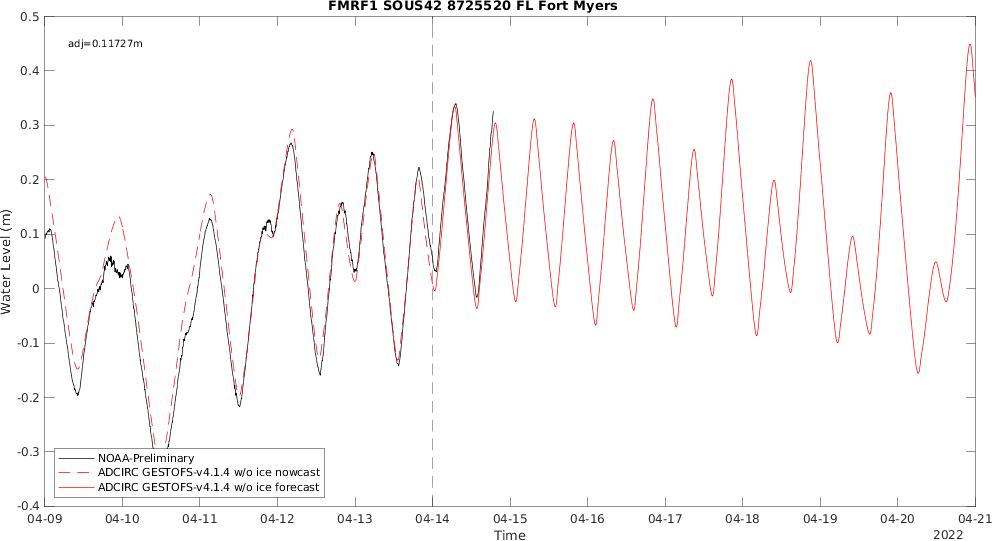 FMRF1 SOUS42 8725520 FL Fort Myers
adj=0.11727m
0.5
0.4
0.3
0.2
0.1
0
-0.1
-0.2
-0.3
-0.4
Water Level (m)
NOAA-Preliminary
ADCIRC GESTOFS-v4.1.4 w/o ice nowcast
ADCIRC GESTOFS-v4.1.4 w/o ice forecast
04-09 04-10 04-11 04-12 04-13 04-14 04-15 04-16 04-17 04-18 04-19 04-20 04-21
Time
2022